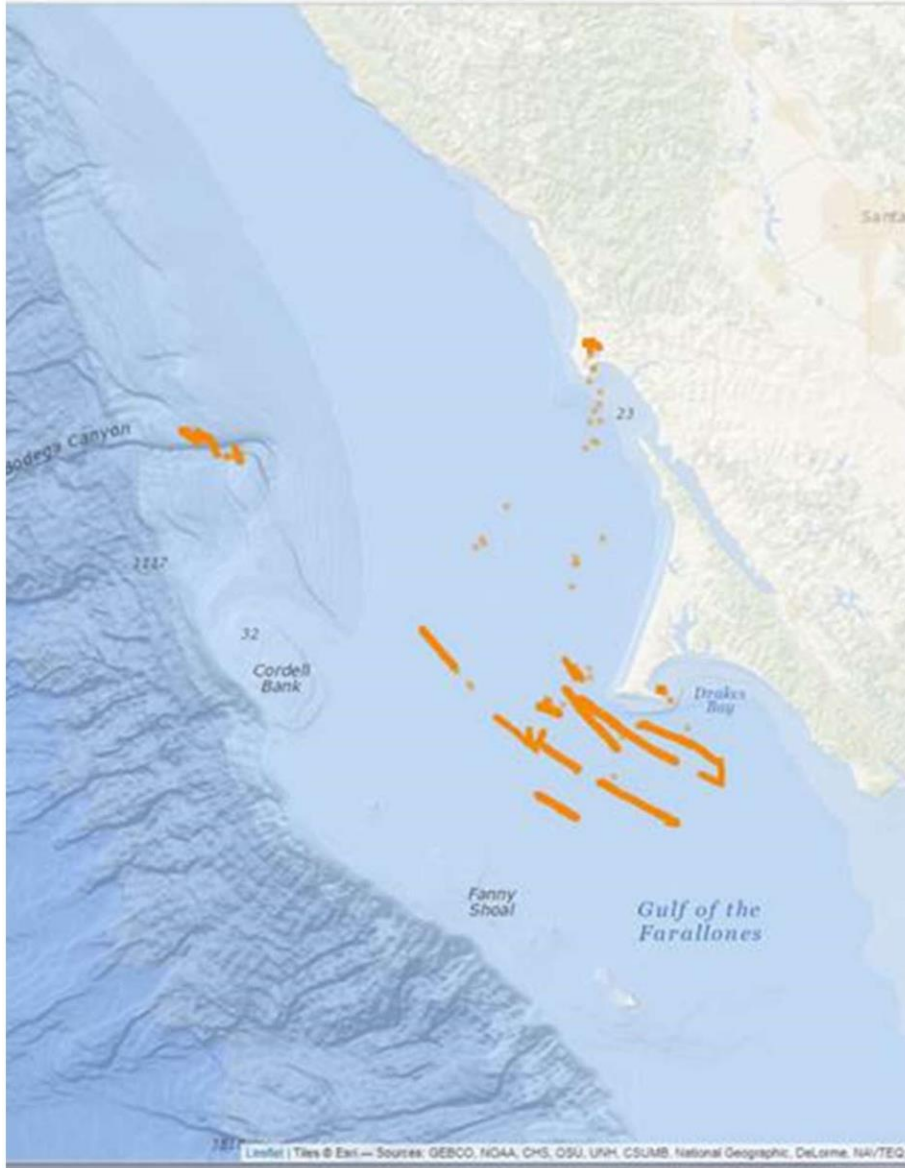 Santa
23
Bodega Canyon
1117
32
Cordell
Bank
Drakes
Bay
Fanny
Shoal
Gulf of the
Farallones
Leaflet | Tiles © Esri — Sources: GEBCO, NOAA, CHS, OSU, UNH, CSUMB, National Geographic, DeLorme, NAVTEQ